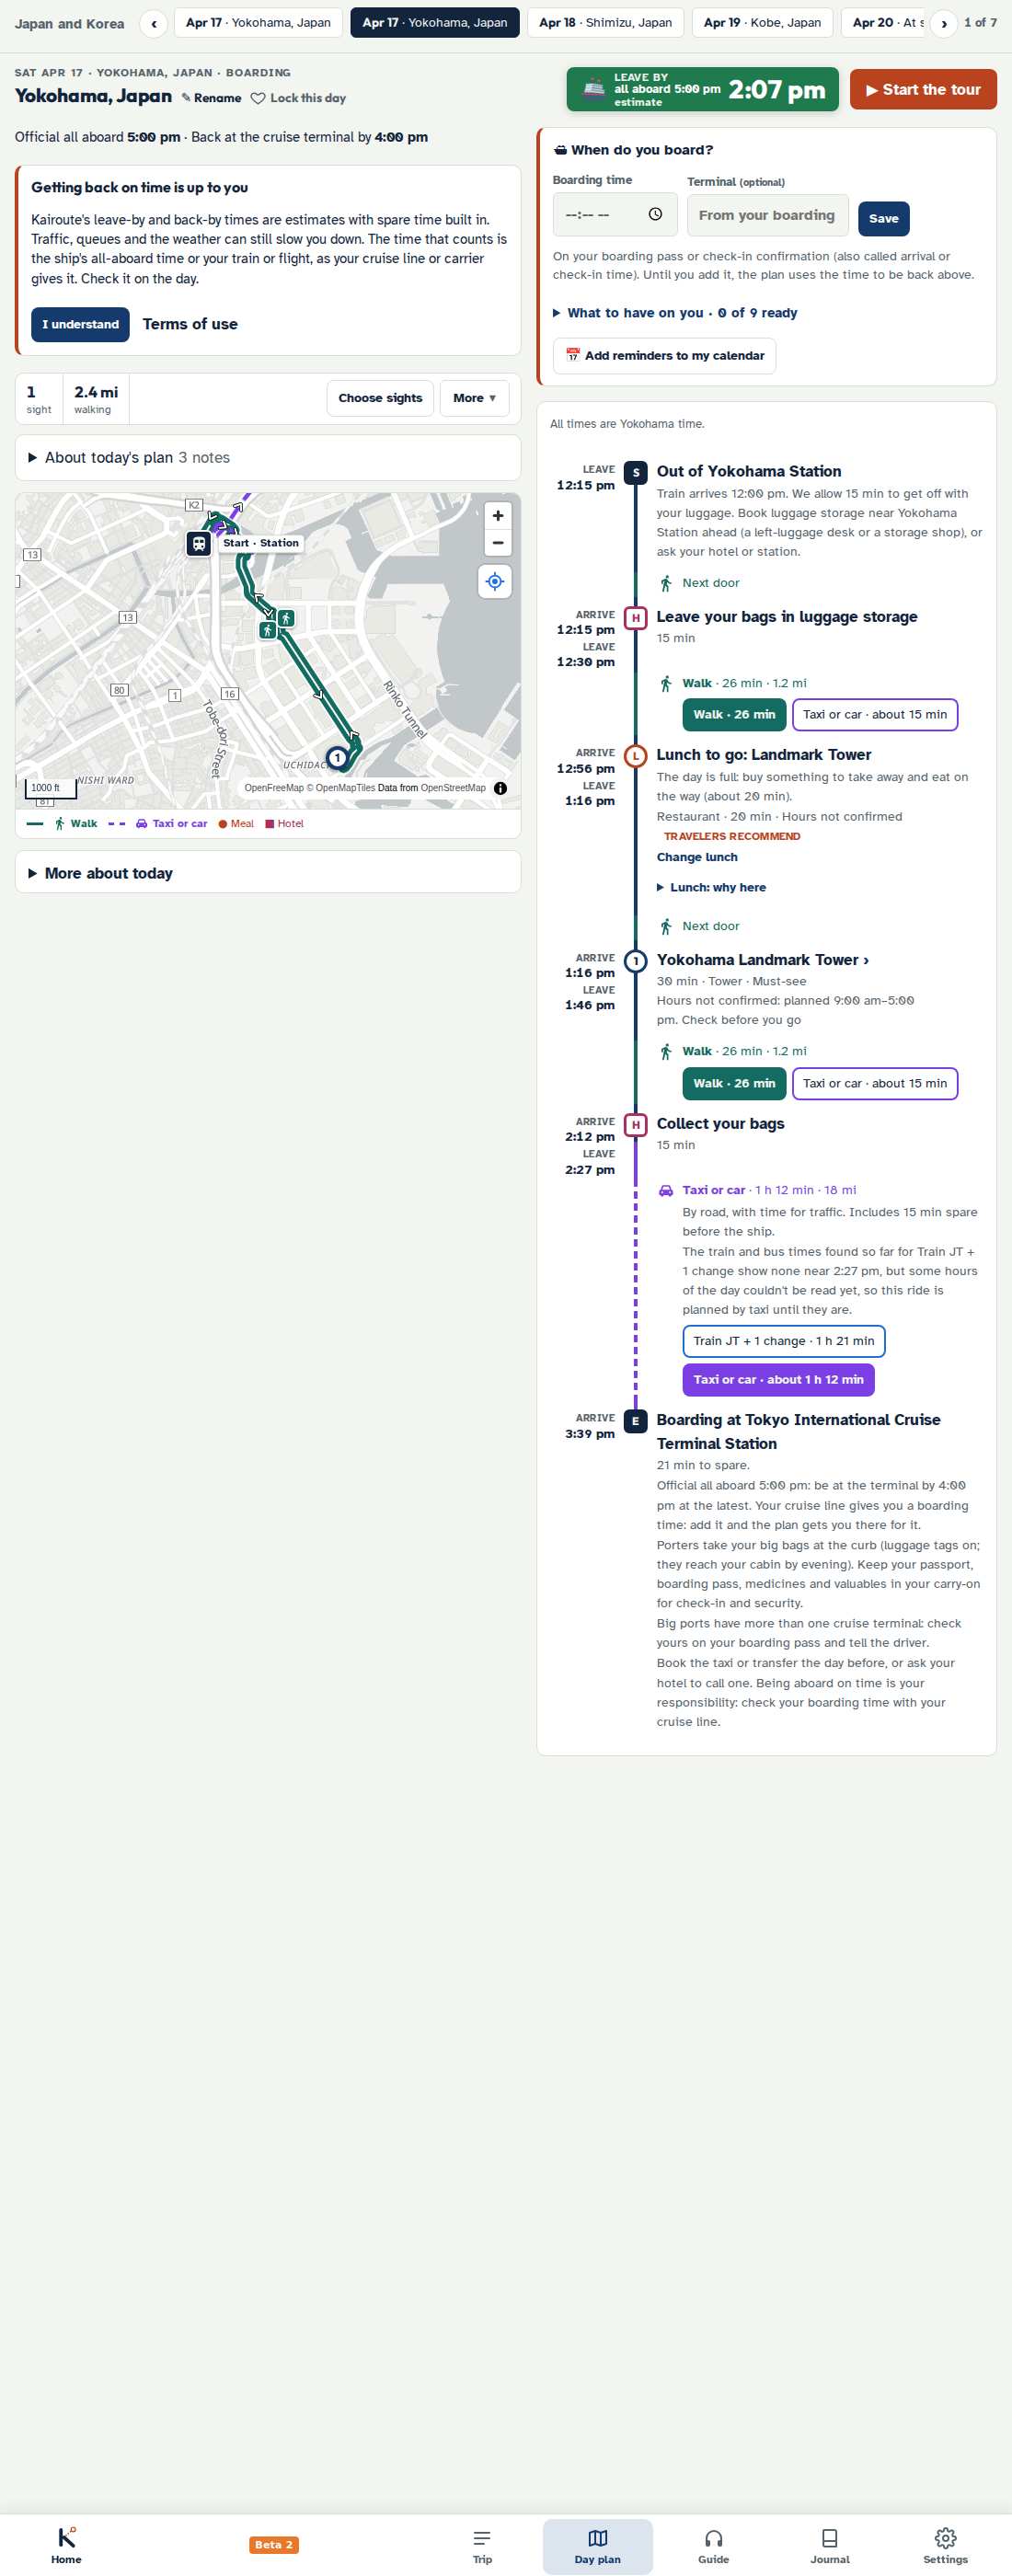 Japan and Korea
‹
Apr 17 · Yokohama, Japan
Apr 17 · Yokohama, Japan
Apr 18 · Shimizu, Japan
Apr 19 · Kobe, Japan
Apr 20 · At s
›
1 of 7
SAT APR 17 · YOKOHAMA, JAPAN · BOARDING
Yokohama, Japan
✎ Rename
Lock this day
LEAVE BY
all aboard 5:00 pm
estimate
2:07 pm
▶ Start the tour
Official all aboard 5:00 pm · Back at the cruise terminal by 4:00 pm
Getting back on time is up to you
Kairoute's leave-by and back-by times are estimates with spare time built in.
Traffic, queues and the weather can still slow you down. The time that counts is
the ship's all-aboard time or your train or flight, as your cruise line or carrier
gives it. Check it on the day.
I understand
Terms of use
1
sight
2.4 mi
walking
Choose sights
More ▾
▶ About today's plan 3 notes
K2
13
Start · Station
13
80
1
16
Tobe-dori Street
Rinko Tunnel
1
UCHIDAC
NISHI WARD
1000 ft
81
+
−
OpenFreeMap © OpenMapTiles Data from OpenStreetMap
Walk
Taxi or car
Meal
Hotel
▶ More about today
When do you board?
Boarding time
Terminal (optional)
--:-- --
From your boarding
Save
On your boarding pass or check-in confirmation (also called arrival or
check-in time). Until you add it, the plan uses the time to be back above.
▶ What to have on you · 0 of 9 ready
Add reminders to my calendar
All times are Yokohama time.
LEAVE
12:15 pm
S
Out of Yokohama Station
Train arrives 12:00 pm. We allow 15 min to get off with
your luggage. Book luggage storage near Yokohama
Station ahead (a left-luggage desk or a storage shop), or
ask your hotel or station.
Next door
ARRIVE
12:15 pm
LEAVE
12:30 pm
H
Leave your bags in luggage storage
15 min
Walk · 26 min · 1.2 mi
Walk · 26 min
Taxi or car · about 15 min
ARRIVE
12:56 pm
LEAVE
1:16 pm
L
Lunch to go: Landmark Tower
The day is full: buy something to take away and eat on
the way (about 20 min).
Restaurant · 20 min · Hours not confirmed
TRAVELERS RECOMMEND
Change lunch
▶ Lunch: why here
Next door
ARRIVE
1:16 pm
LEAVE
1:46 pm
1
Yokohama Landmark Tower ›
30 min · Tower · Must-see
Hours not confirmed: planned 9:00 am–5:00
pm. Check before you go
Walk · 26 min · 1.2 mi
Walk · 26 min
Taxi or car · about 15 min
ARRIVE
2:12 pm
LEAVE
2:27 pm
H
Collect your bags
15 min
Taxi or car · 1 h 12 min · 18 mi
By road, with time for traffic. Includes 15 min spare
before the ship.
The train and bus times found so far for Train JT +
1 change show none near 2:27 pm, but some hours
of the day couldn't be read yet, so this ride is
planned by taxi until they are.
Train JT + 1 change · 1 h 21 min
Taxi or car · about 1 h 12 min
ARRIVE
3:39 pm
E
Boarding at Tokyo International Cruise
Terminal Station
21 min to spare.
Official all aboard 5:00 pm: be at the terminal by 4:00
pm at the latest. Your cruise line gives you a boarding
time: add it and the plan gets you there for it.
Porters take your big bags at the curb (luggage tags on;
they reach your cabin by evening). Keep your passport,
boarding pass, medicines and valuables in your carry-on
for check-in and security.
Big ports have more than one cruise terminal: check
yours on your boarding pass and tell the driver.
Book the taxi or transfer the day before, or ask your
hotel to call one. Being aboard on time is your
responsibility: check your boarding time with your
cruise line.
Home
Beta 2
Trip
Day plan
Guide
Journal
Settings